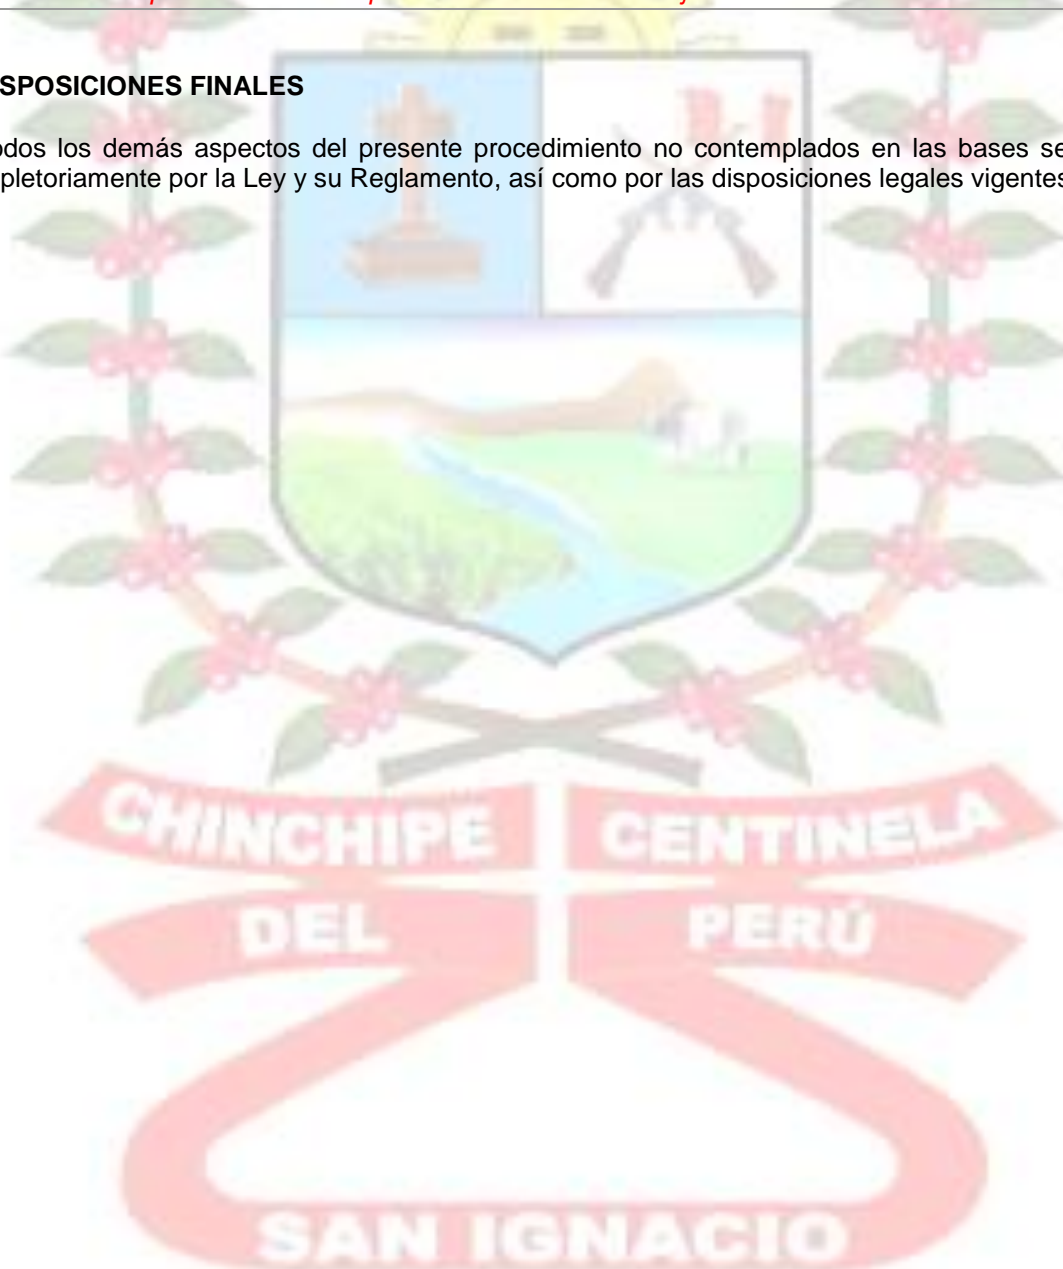 SPOSICIONES FINALES
odos los demás aspectos del presente procedimiento no contemplados en las bases se
pletoriamente por la Ley y su Reglamento, así como por las disposiciones legales vigentes
CHINCHIPE CENTINELA
DEL PERÚ
SAN IGNACIO